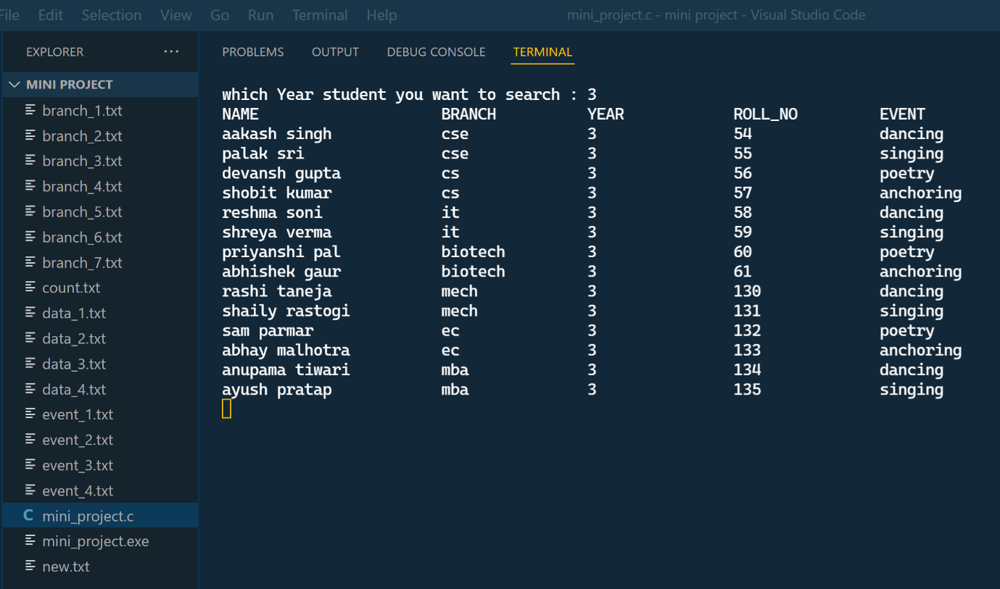 File Edit Selection View Go Run Terminal Help mini_project.c - mini project - Visual Studio Code
EXPLORER ...
MINI PROJECT
branch_1.txt
branch_2.txt
branch_3.txt
branch_4.txt
branch_5.txt
branch_6.txt
branch_7.txt
count.txt
data_1.txt
data_2.txt
data_3.txt
data_4.txt
event_1.txt
event_2.txt
event_3.txt
event_4.txt
C mini_project.c
mini_project.exe
new.txt
PROBLEMS OUTPUT DEBUG CONSOLE TERMINAL
which Year student you want to search : 3
NAME BRANCH YEAR ROLL_NO EVENT
aakash singh cse 3 54 dancing
palak sri cse 3 55 singing
devansh gupta cs 3 56 poetry
shobit kumar cs 3 57 anchoring
reshma soni it 3 58 dancing
shreya verma it 3 59 singing
priyanshi pal biotech 3 60 poetry
abhishek gaur biotech 3 61 anchoring
rashi taneja mech 3 130 dancing
shaily rastogi mech 3 131 singing
sam parmar ec 3 132 poetry
abhay malhotra ec 3 133 anchoring
anupama tiwari mba 3 134 dancing
ayush pratap mba 3 135 singing